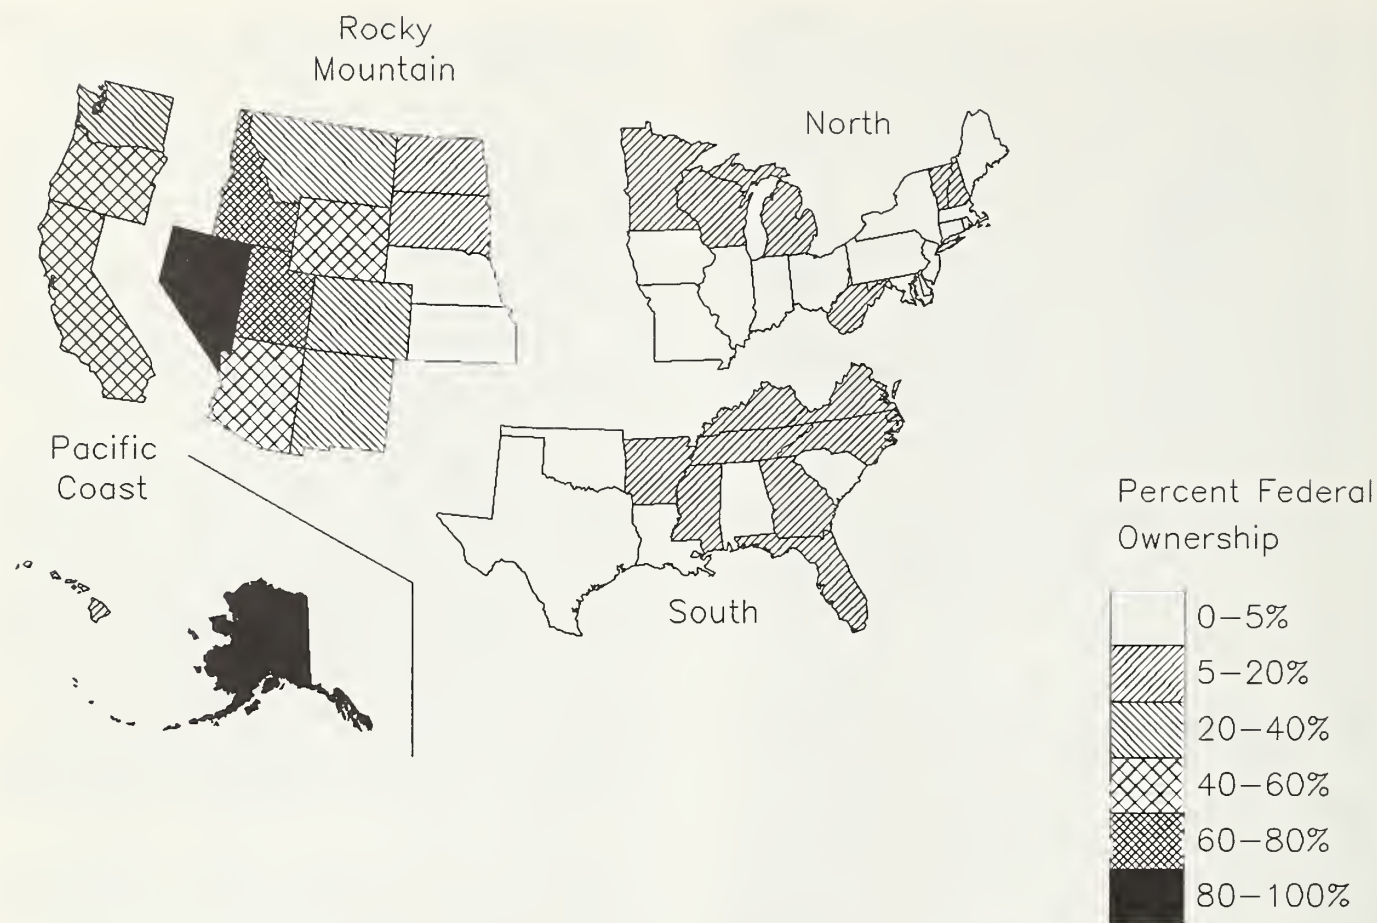 Rocky
Mountain
North
Pacific
Coast
South
Percent Federal
Ownership
0-5%
5-20%
20-40%
40-60%
60-80%
80-100%